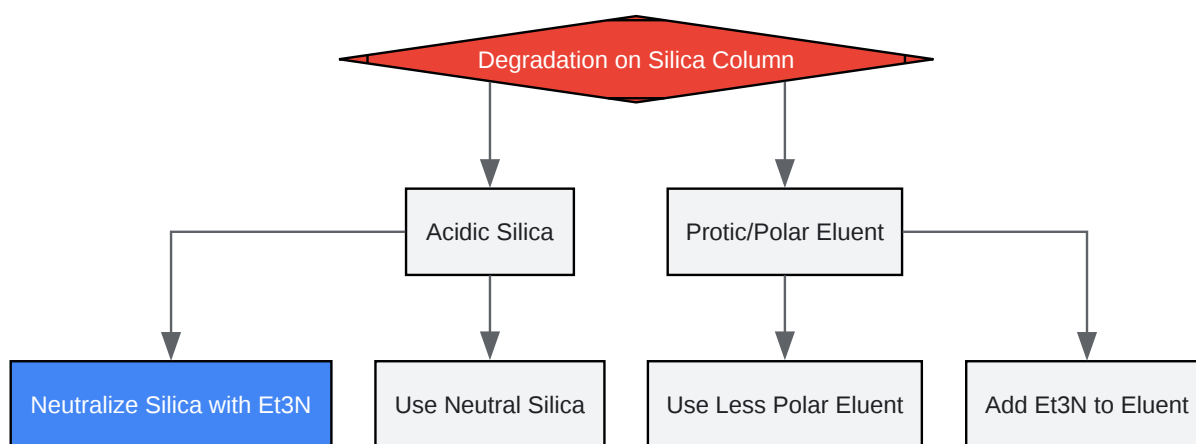 Degradation on Silica Column
Acidic Silica
Protic/Polar Eluent
Neutralize Silica with Et3N
Use Neutral Silica
Use Less Polar Eluent
Add Et3N to Eluent